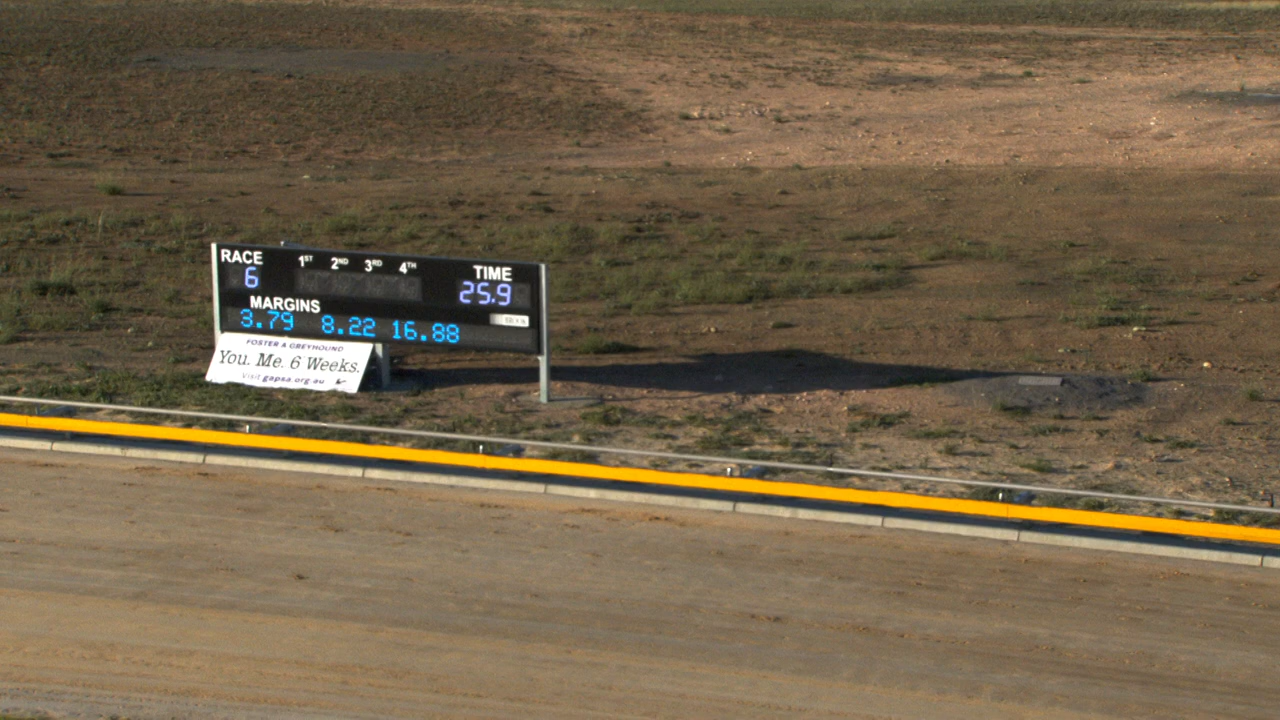 RACE 1ST 2ND 3RD 4TH TIME
6 25.9
MARGINS
3.79 8.22 16.88
FOSTER A GREYHOUND
You. Me. 6 Weeks.
Visit gapsa.org.au